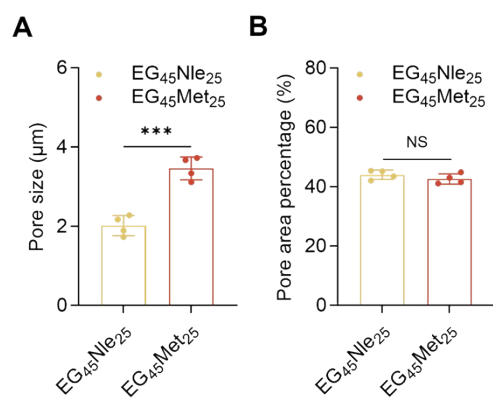 A
Pore size (μm)
6
4
2
0
EG₄₅Nle₂₅
EG₄₅Met₂₅
***
EG₄₅Nle₂₅
EG₄₅Met₂₅
B
Pore area percentage (%)
80
60
40
20
0
EG₄₅Nle₂₅
EG₄₅Met₂₅
NS
EG₄₅Nle₂₅
EG₄₅Met₂₅